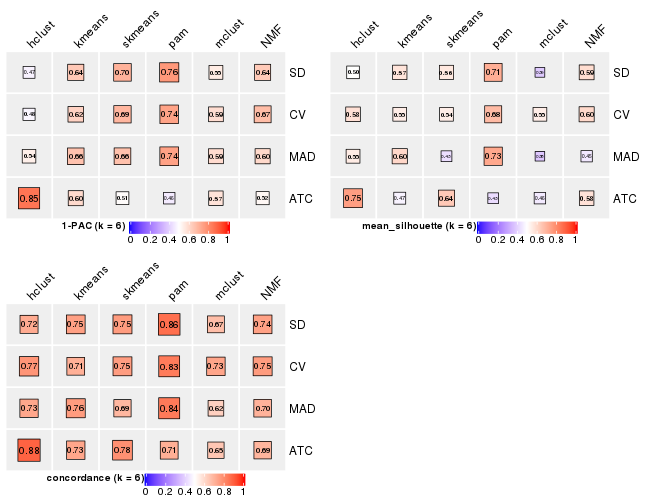 hclust kmeans skmeans pam mclust NMF
0.47 0.64 0.70 0.76 0.55 0.64 SD
0.48 0.62 0.69 0.74 0.59 0.67 CV
0.54 0.66 0.66 0.74 0.59 0.60 MAD
0.85 0.60 0.51 0.46 0.57 0.52 ATC
1-PAC (k = 6)
0 0.2 0.4 0.6 0.8 1
hclust kmeans skmeans pam mclust NMF
0.50 0.57 0.56 0.71 0.59 SD
0.58 0.55 0.54 0.68 0.55 0.60 CV
0.55 0.60 0.73 MAD
0.75 0.47 0.64 0.58 ATC
mean_silhouette (k = 6)
0 0.2 0.4 0.6 0.8 1
hclust kmeans skmeans pam mclust NMF
0.72 0.75 0.75 0.86 0.67 0.74 SD
0.77 0.71 0.75 0.83 0.73 0.75 CV
0.73 0.76 0.69 0.84 0.62 0.70 MAD
0.88 0.73 0.78 0.71 0.65 0.69 ATC
concordance (k = 6)
0 0.2 0.4 0.6 0.8 1